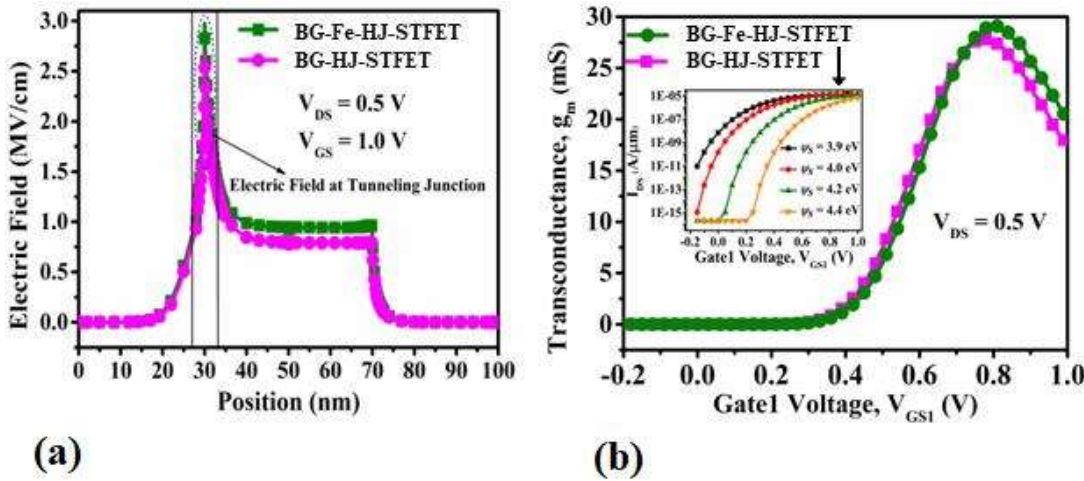 BG-Fe-HJ-STFET
BG-HJ-STFET
V_DS = 0.5 V
V_GS = 1.0 V
Electric Field at Tunneling Junction
Electric Field (MV/cm)
3.0
2.5
2.0
1.5
1.0
0.5
0.0
0 10 20 30 40 50 60 70 80 90 100
Position (nm)
(a)
BG-Fe-HJ-STFET
BG-HJ-STFET
Transconductance, g_m (mS)
30
25
20
15
10
5
0
I_DS (A/μm)
1E-05
1E-07
1E-09
1E-11
1E-13
1E-15
ψ_S = 3.9 eV
ψ_S = 4.0 eV
ψ_S = 4.2 eV
ψ_S = 4.4 eV
-0.2 0.0 0.2 0.4 0.6 0.8 1.0
Gate1 Voltage, V_GS1 (V)
V_DS = 0.5 V
-0.2 0.0 0.2 0.4 0.6 0.8 1.0
Gate1 Voltage, V_GS1 (V)
(b)